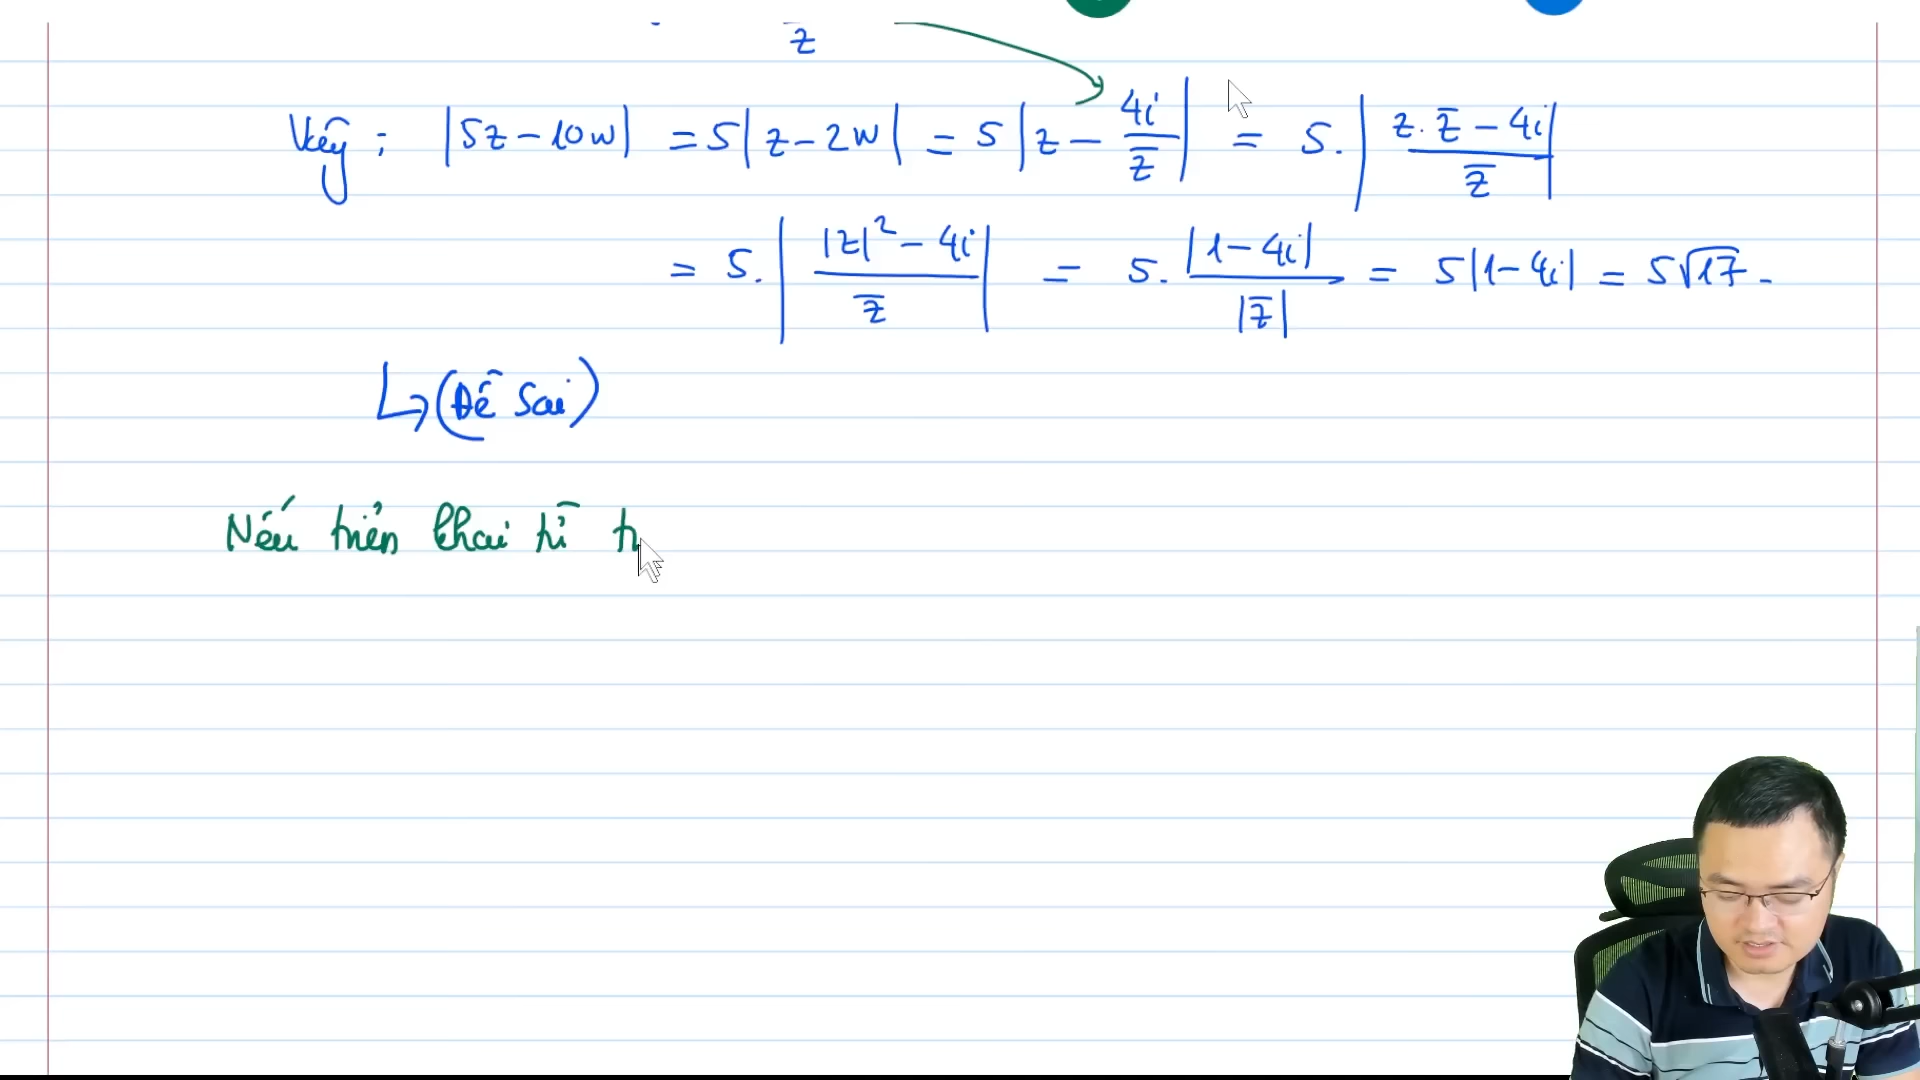 z̄
Vậy : |5z − 10w| = 5|z − 2w| = 5|z − 4i/z̄| = 5.|(z.z̄ − 4i)/z̄|
= 5.|(|z|² − 4i)/z̄| = 5.|1 − 4i|/|z̄| = 5|1 − 4i| = 5√17.
↳ (Đề sai)
Nếu triển khai từ